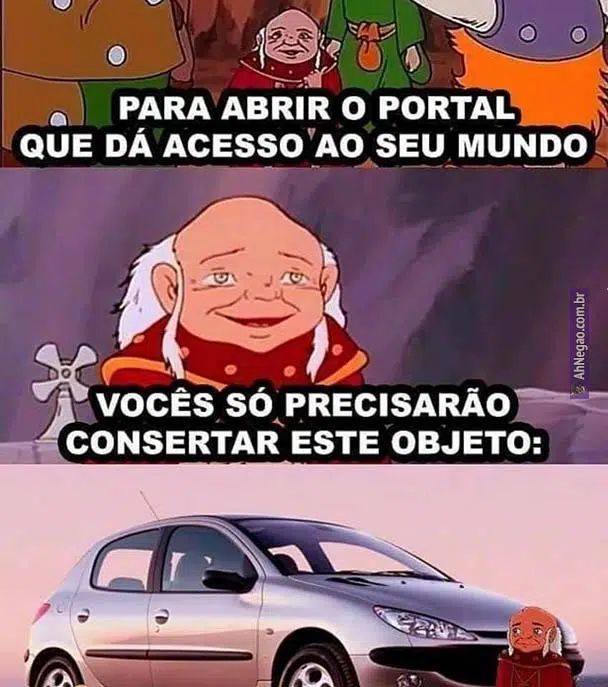 PARA ABRIR O PORTAL
QUE DÁ ACESSO AO SEU MUNDO
AhNegao.com.br
VOCÊS SÓ PRECISARÃO
CONSERTAR ESTE OBJETO: